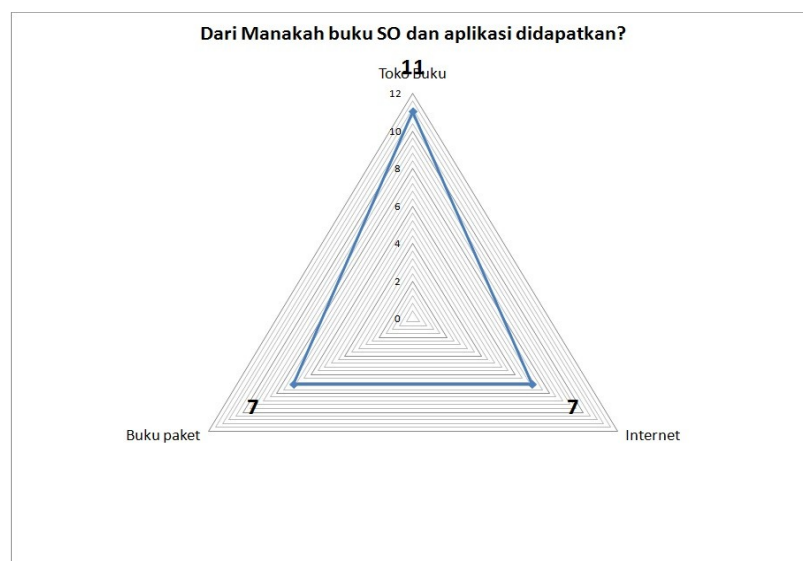 Dari Manakah buku SO dan aplikasi didapatkan?
11
Toko Buku
12
10
8
6
4
2
0
7
7
Buku paket
Internet